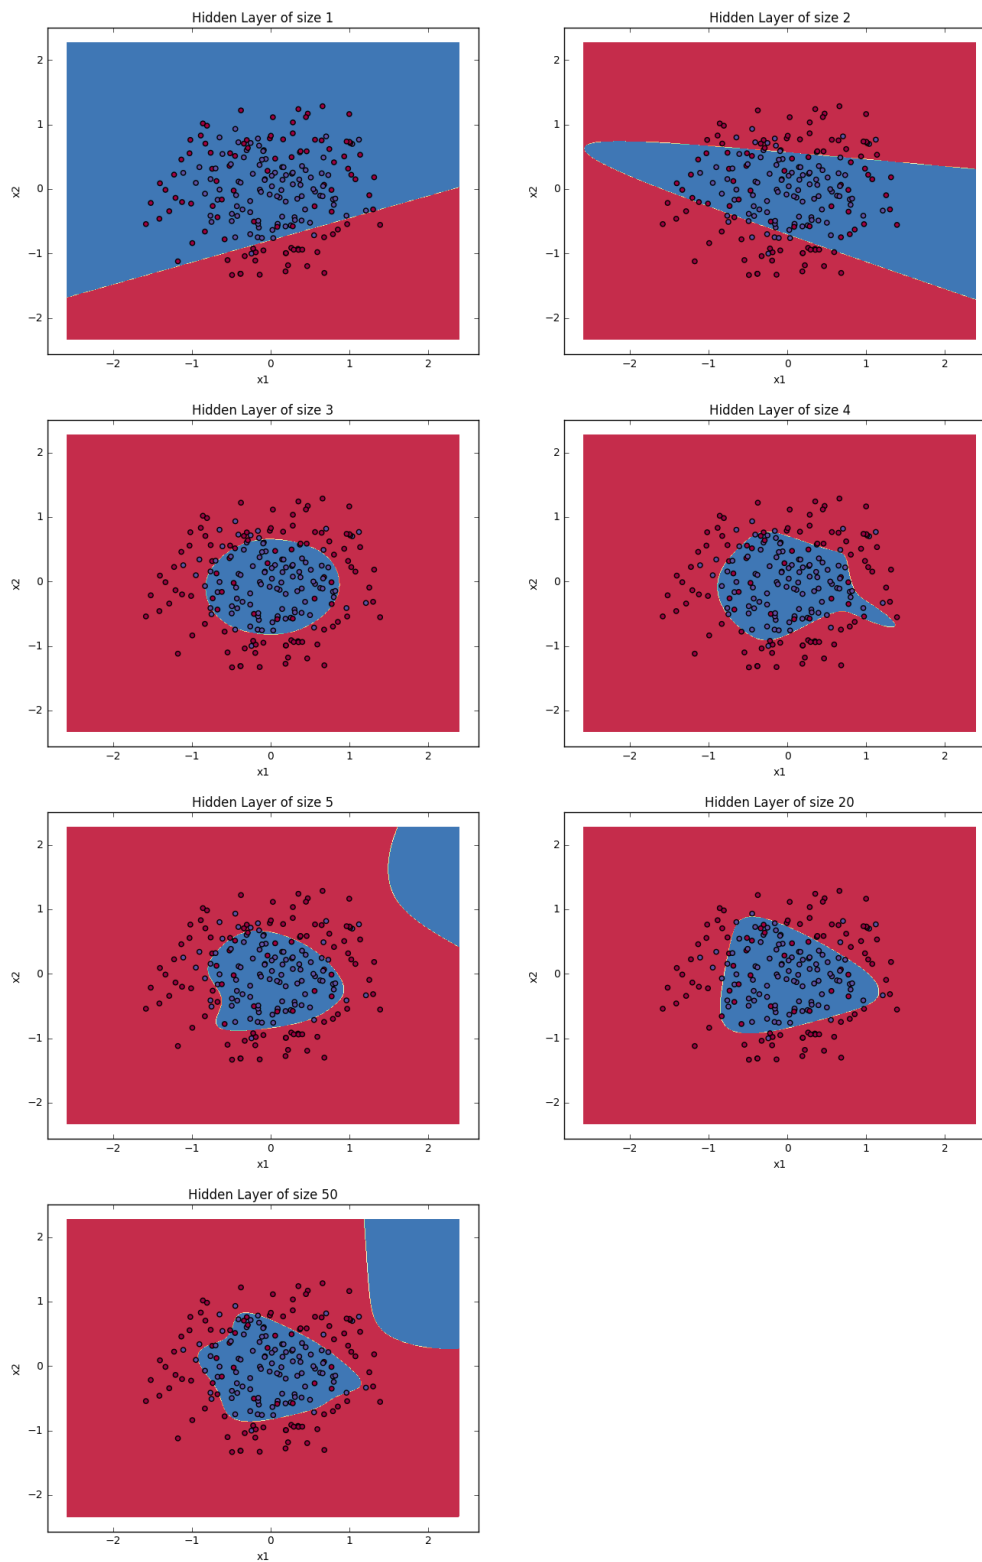 Hidden Layer of size 1
2
1
0
−1
−2
x2
−2 −1 0 1 2
x1
Hidden Layer of size 2
2
1
0
−1
−2
x2
−2 −1 0 1 2
x1
Hidden Layer of size 3
2
1
0
−1
−2
x2
−2 −1 0 1 2
x1
Hidden Layer of size 4
2
1
0
−1
−2
x2
−2 −1 0 1 2
x1
Hidden Layer of size 5
2
1
0
−1
−2
x2
−2 −1 0 1 2
x1
Hidden Layer of size 20
2
1
0
−1
−2
x2
−2 −1 0 1 2
x1
Hidden Layer of size 50
2
1
0
−1
−2
x2
−2 −1 0 1 2
x1